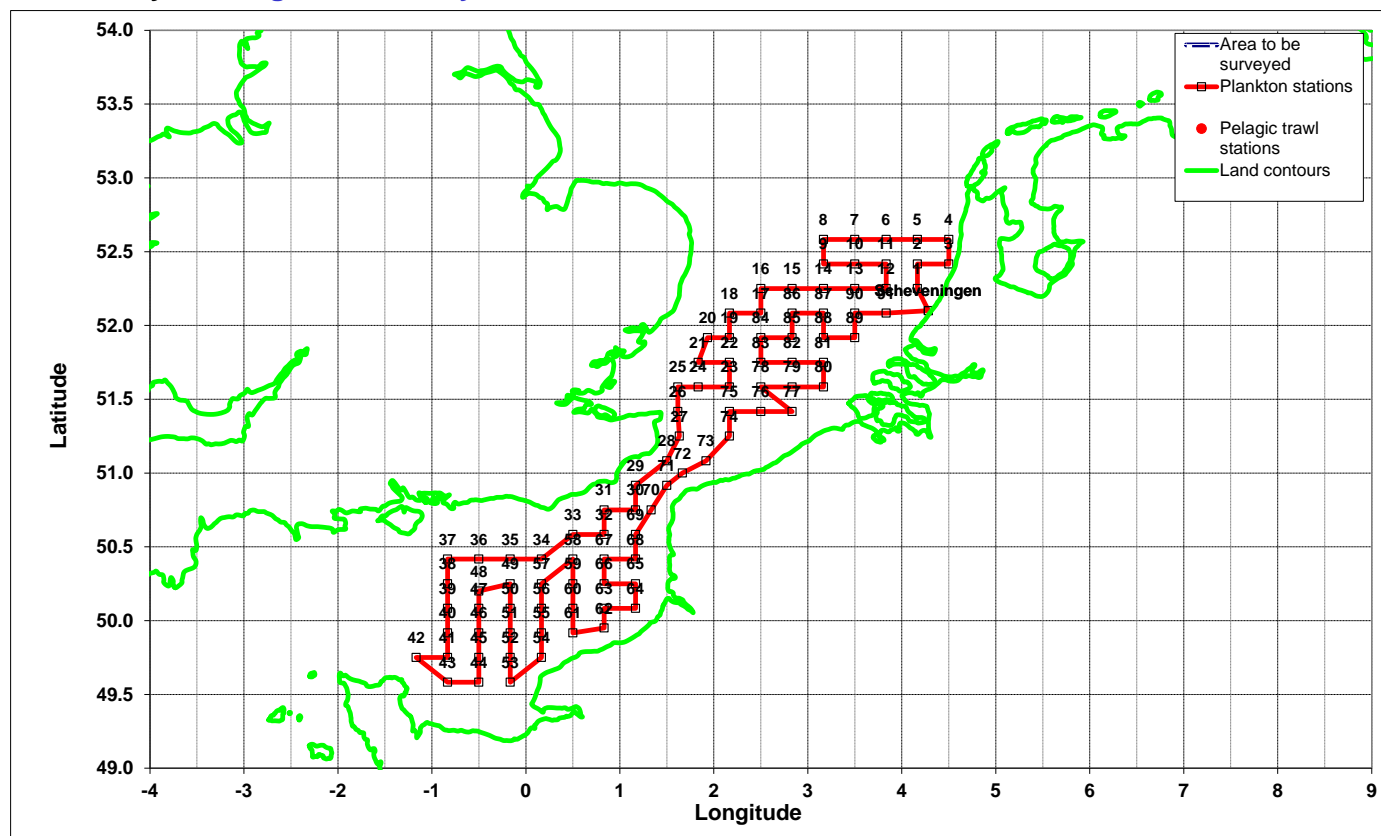 54.0
53.5
53.0
52.5
52.0
51.5
51.0
50.5
50.0
49.5
49.0
Latitude
-4 -3 -2 -1 0 1 2 3 4 5 6 7 8 9
Longitude
Area to be
surveyed
Plankton stations
Pelagic trawl
stations
Land contours
8 7 6 5 4
9 10 11 2 3
16 15 14 13 12 1
Scheveningen
18 17 86 87 90 91
20 19 84 85 88 89
21 22 83 82 81
25 24 23 78 79 80
26 75 76 77
27 74
28 73
72
29 71
31 30 70
33 32 69
37 36 35 34 58 67 68
38 48 49 57 59 66 65
39 47 50 56 60 63 64
40 46 51 55 61 62
42 41 45 52 54
43 44 53